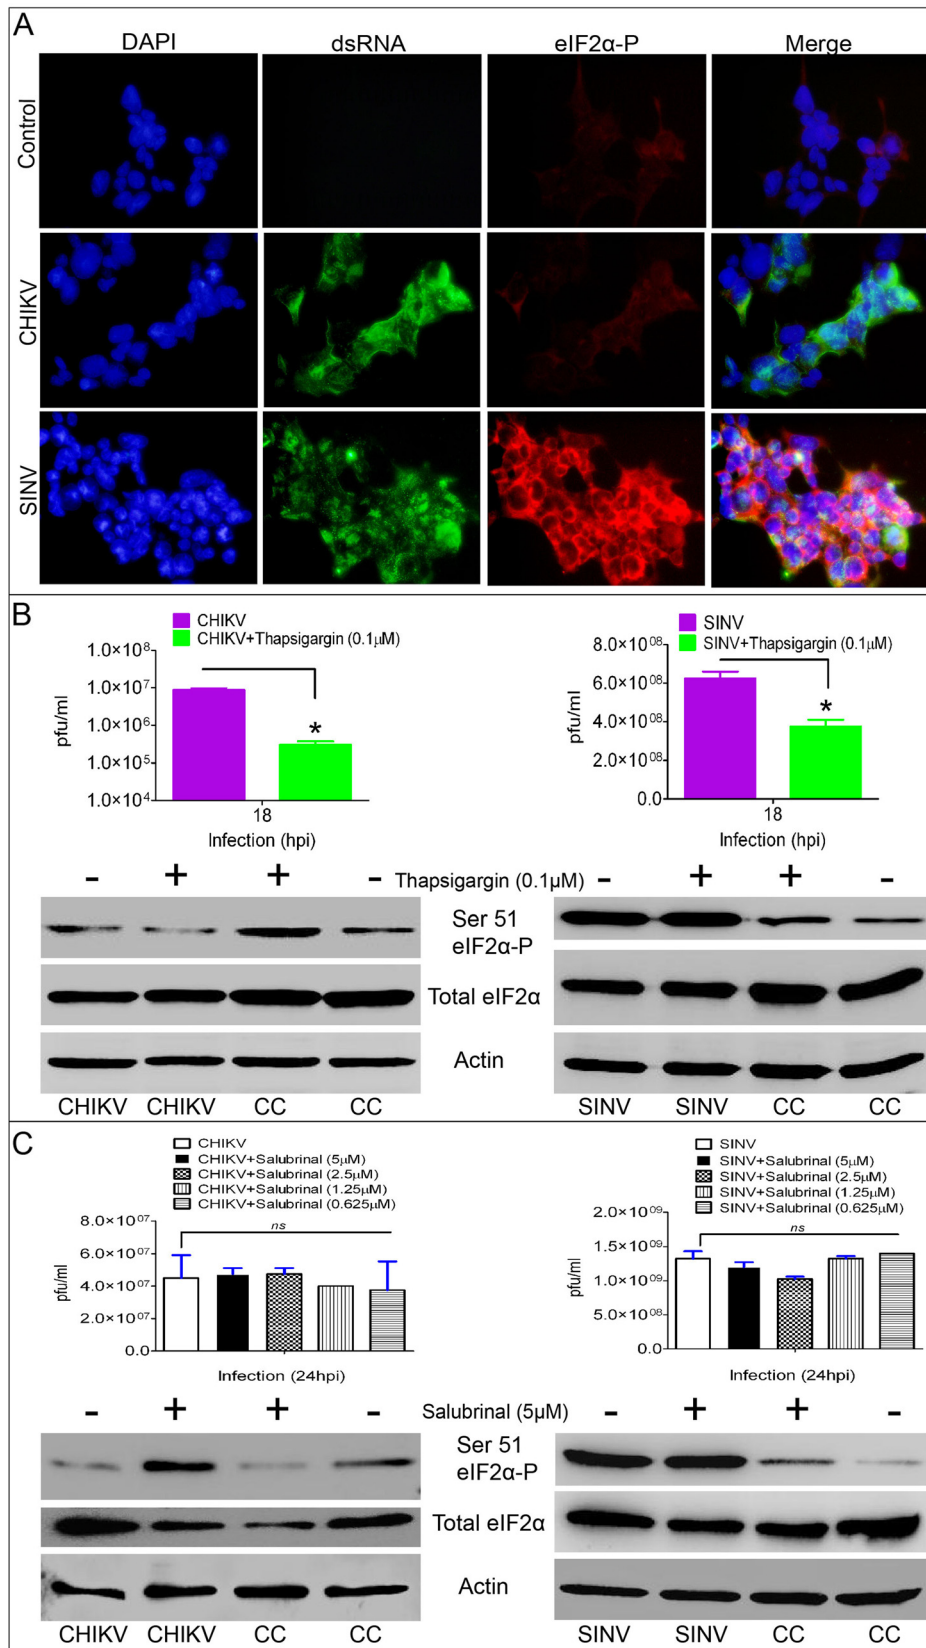 A
DAPI dsRNA eIF2α-P Merge
Control
CHIKV
SINV
B
CHIKV
CHIKV+Thapsigargin (0.1μM)
1.0×10⁸
1.0×10⁷
1.0×10⁶
1.0×10⁵
1.0×10⁴
pfu/ml
*
18
Infection (hpi)
SINV
SINV+Thapsigargin (0.1μM)
8.0×10⁰⁸
6.0×10⁰⁸
4.0×10⁰⁸
2.0×10⁰⁸
0.0
pfu/ml
*
18
Infection (hpi)
- + + - Thapsigargin (0.1μM) - + + -
Ser 51
eIF2α-P
Total eIF2α
Actin
CHIKV CHIKV CC CC SINV SINV CC CC
C
CHIKV
CHIKV+Salubrinal (5μM)
CHIKV+Salubrinal (2.5μM)
CHIKV+Salubrinal (1.25μM)
CHIKV+Salubrinal (0.625μM)
8.0×10⁰⁷
6.0×10⁰⁷
4.0×10⁰⁷
2.0×10⁰⁷
0.0
pfu/ml
ns
Infection (24hpi)
SINV
SINV+Salubrinal (5μM)
SINV+Salubrinal (2.5μM)
SINV+Salubrinal (1.25μM)
SINV+Salubrinal (0.625μM)
2.0×10⁰⁹
1.5×10⁰⁹
1.0×10⁰⁹
5.0×10⁰⁸
0.0
pfu/ml
ns
Infection (24hpi)
- + + - Salubrinal (5μM) - + + -
Ser 51
eIF2α-P
Total eIF2α
Actin
CHIKV CHIKV CC CC SINV SINV CC CC